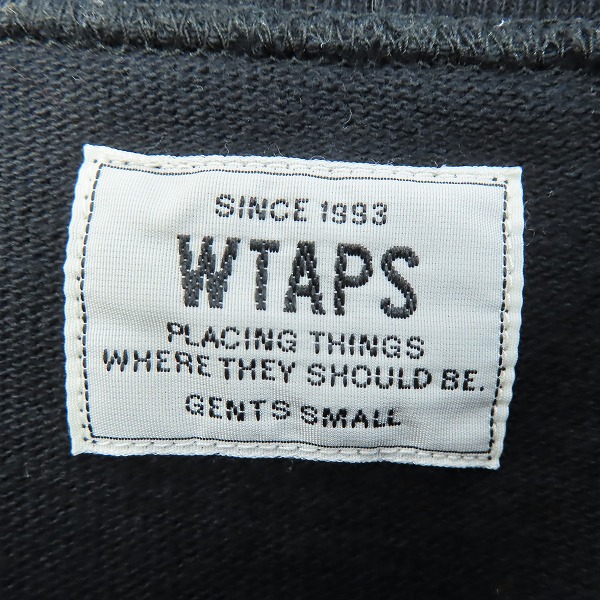 SINCE 1993
WTAPS
PLACING THINGS
WHERE THEY SHOULD BE.
GENTS SMALL